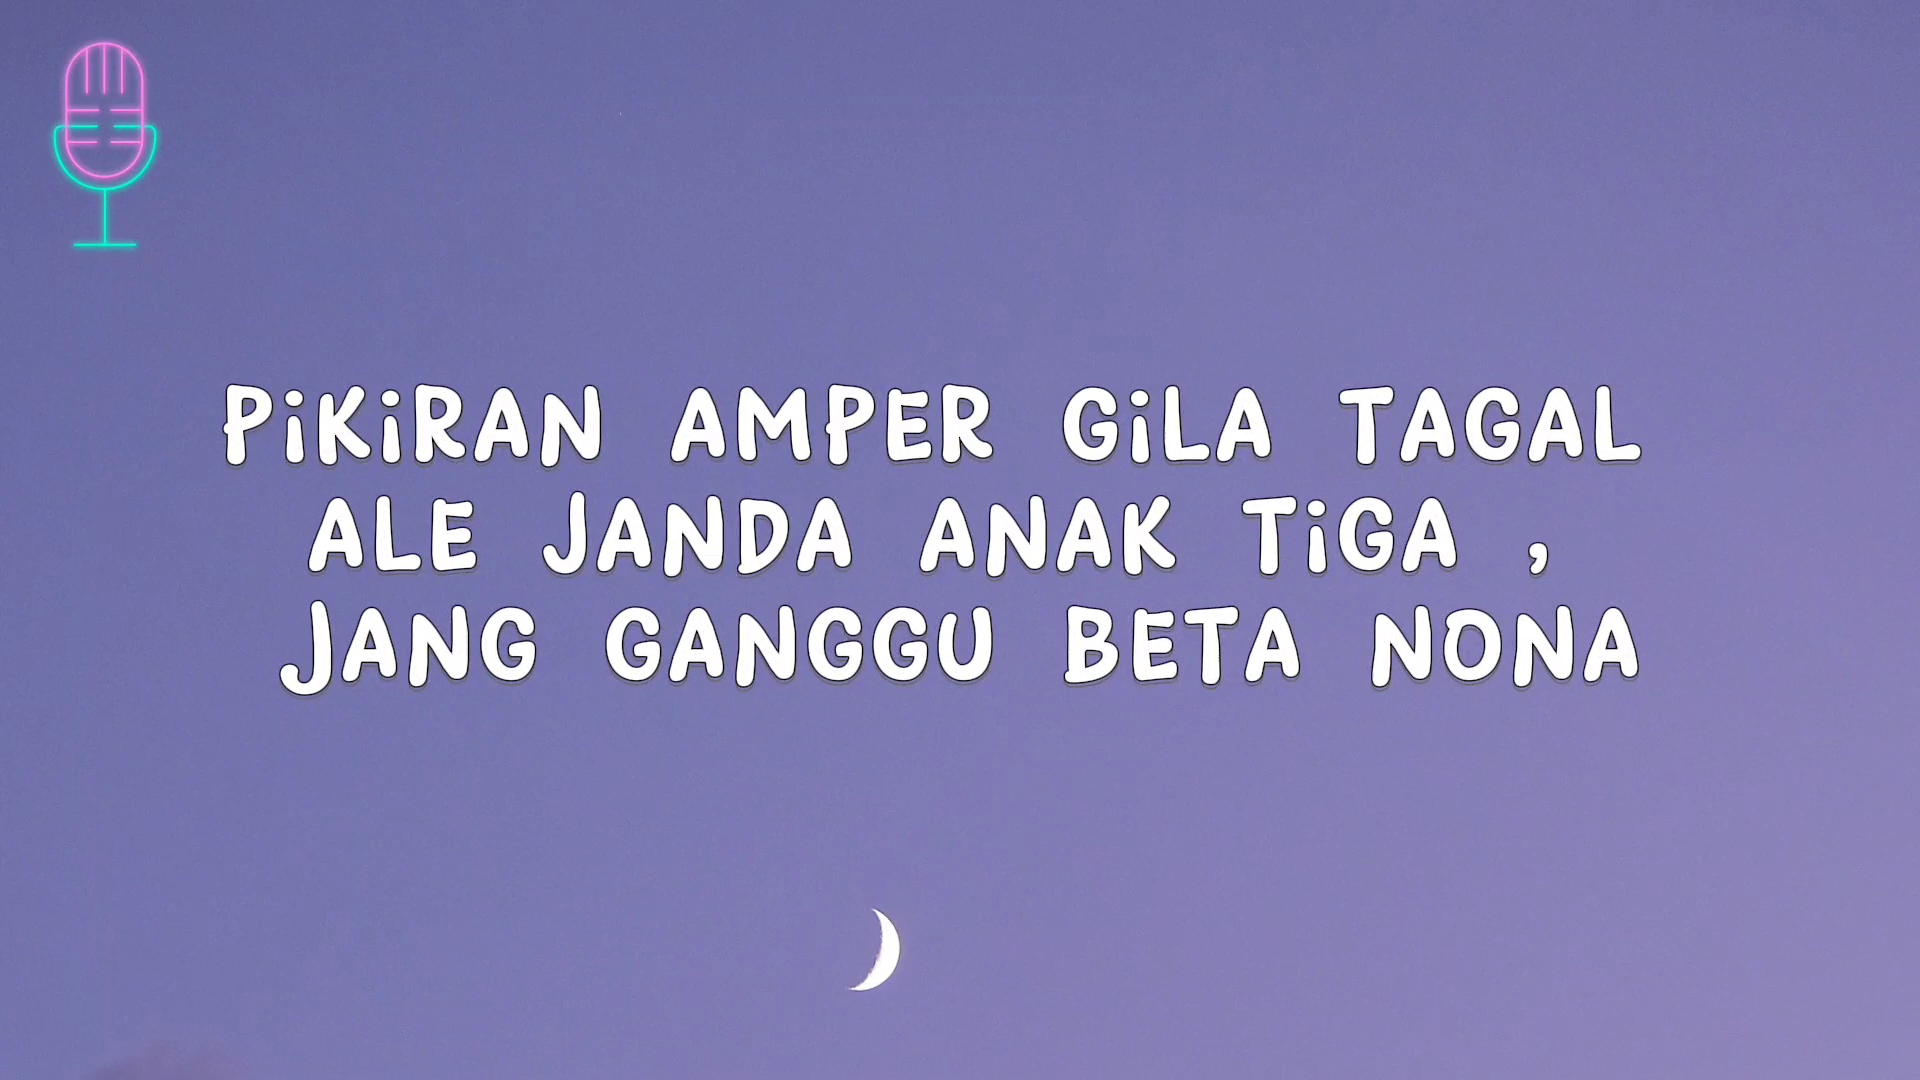 PiKiRAN AMPER GiLA TAGAL
ALE JANDA ANAK TiGA ,
JANG GANGGU BETA NONA